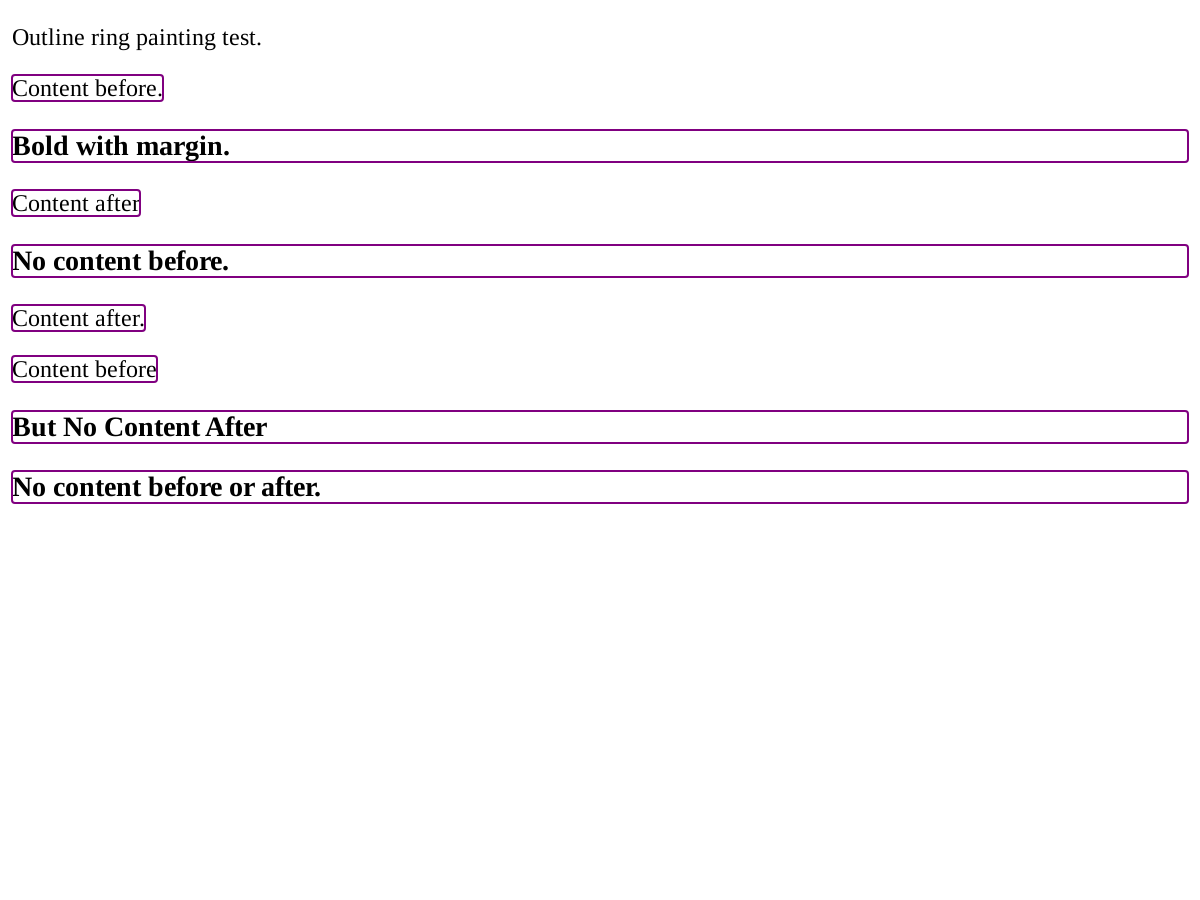 Outline ring painting test.
Content before.
Bold with margin.
Content after
No content before.
Content after.
Content before
But No Content After
No content before or after.